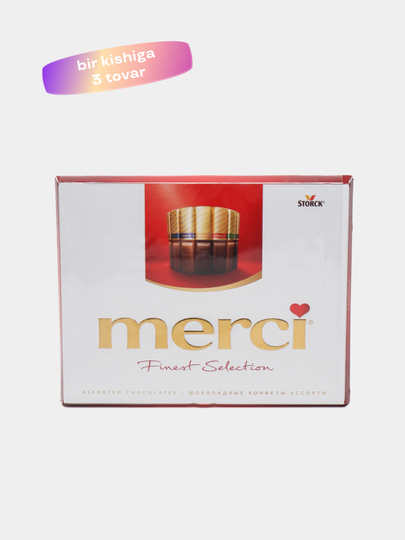 bir kishiga
3 tovar
STORCK®
merci®
Finest Selection
ASSORTED CHOCOLATES | ШОКОЛАДНЫЕ КОНФЕТЫ АССОРТИ